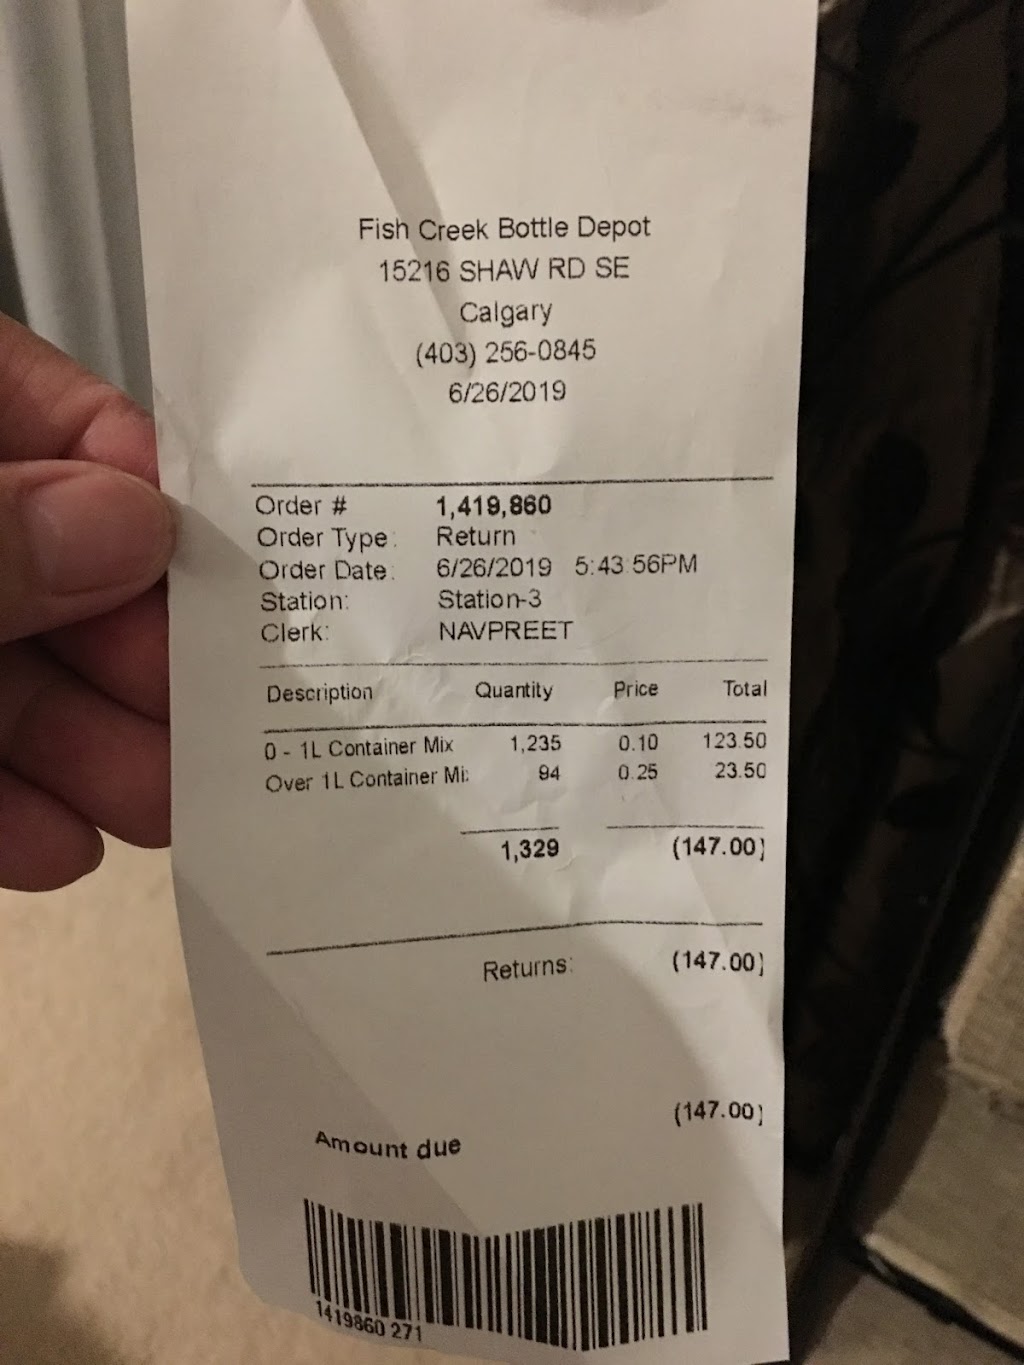 Fish Creek Bottle Depot
15216 SHAW RD SE
Calgary
(403) 256-0845
6/26/2019
Order # 1,419,860
Order Type: Return
Order Date: 6/26/2019 5:43:56PM
Station: Station-3
Clerk: NAVPREET
Description Quantity Price Total
0 - 1L Container Mix 1,235 0.10 123.50
Over 1L Container Mi: 94 0.25 23.50
1,329 (147.00)
Returns: (147.00)
(147.00)
Amount due
1419860 271